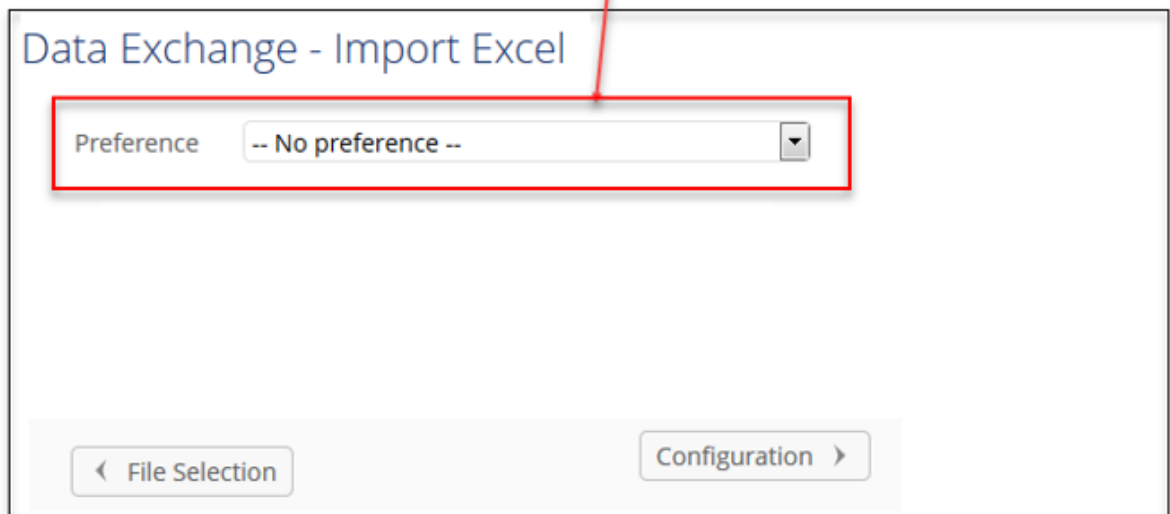 Data Exchange - Import Excel
Preference -- No preference --
File Selection
Configuration